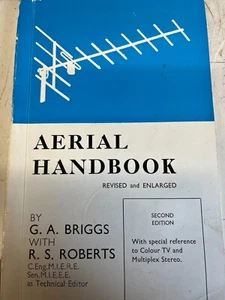 AERIAL
HANDBOOK
REVISED and ENLARGED
BY
G. A. BRIGGS
WITH
R. S. ROBERTS
C.Eng.M.I.E.R.E.
Sen.M.I.E.E.E.
as Technical Editor
SECOND
EDITION
With special reference
to Colour TV and
Multiplex Stereo.